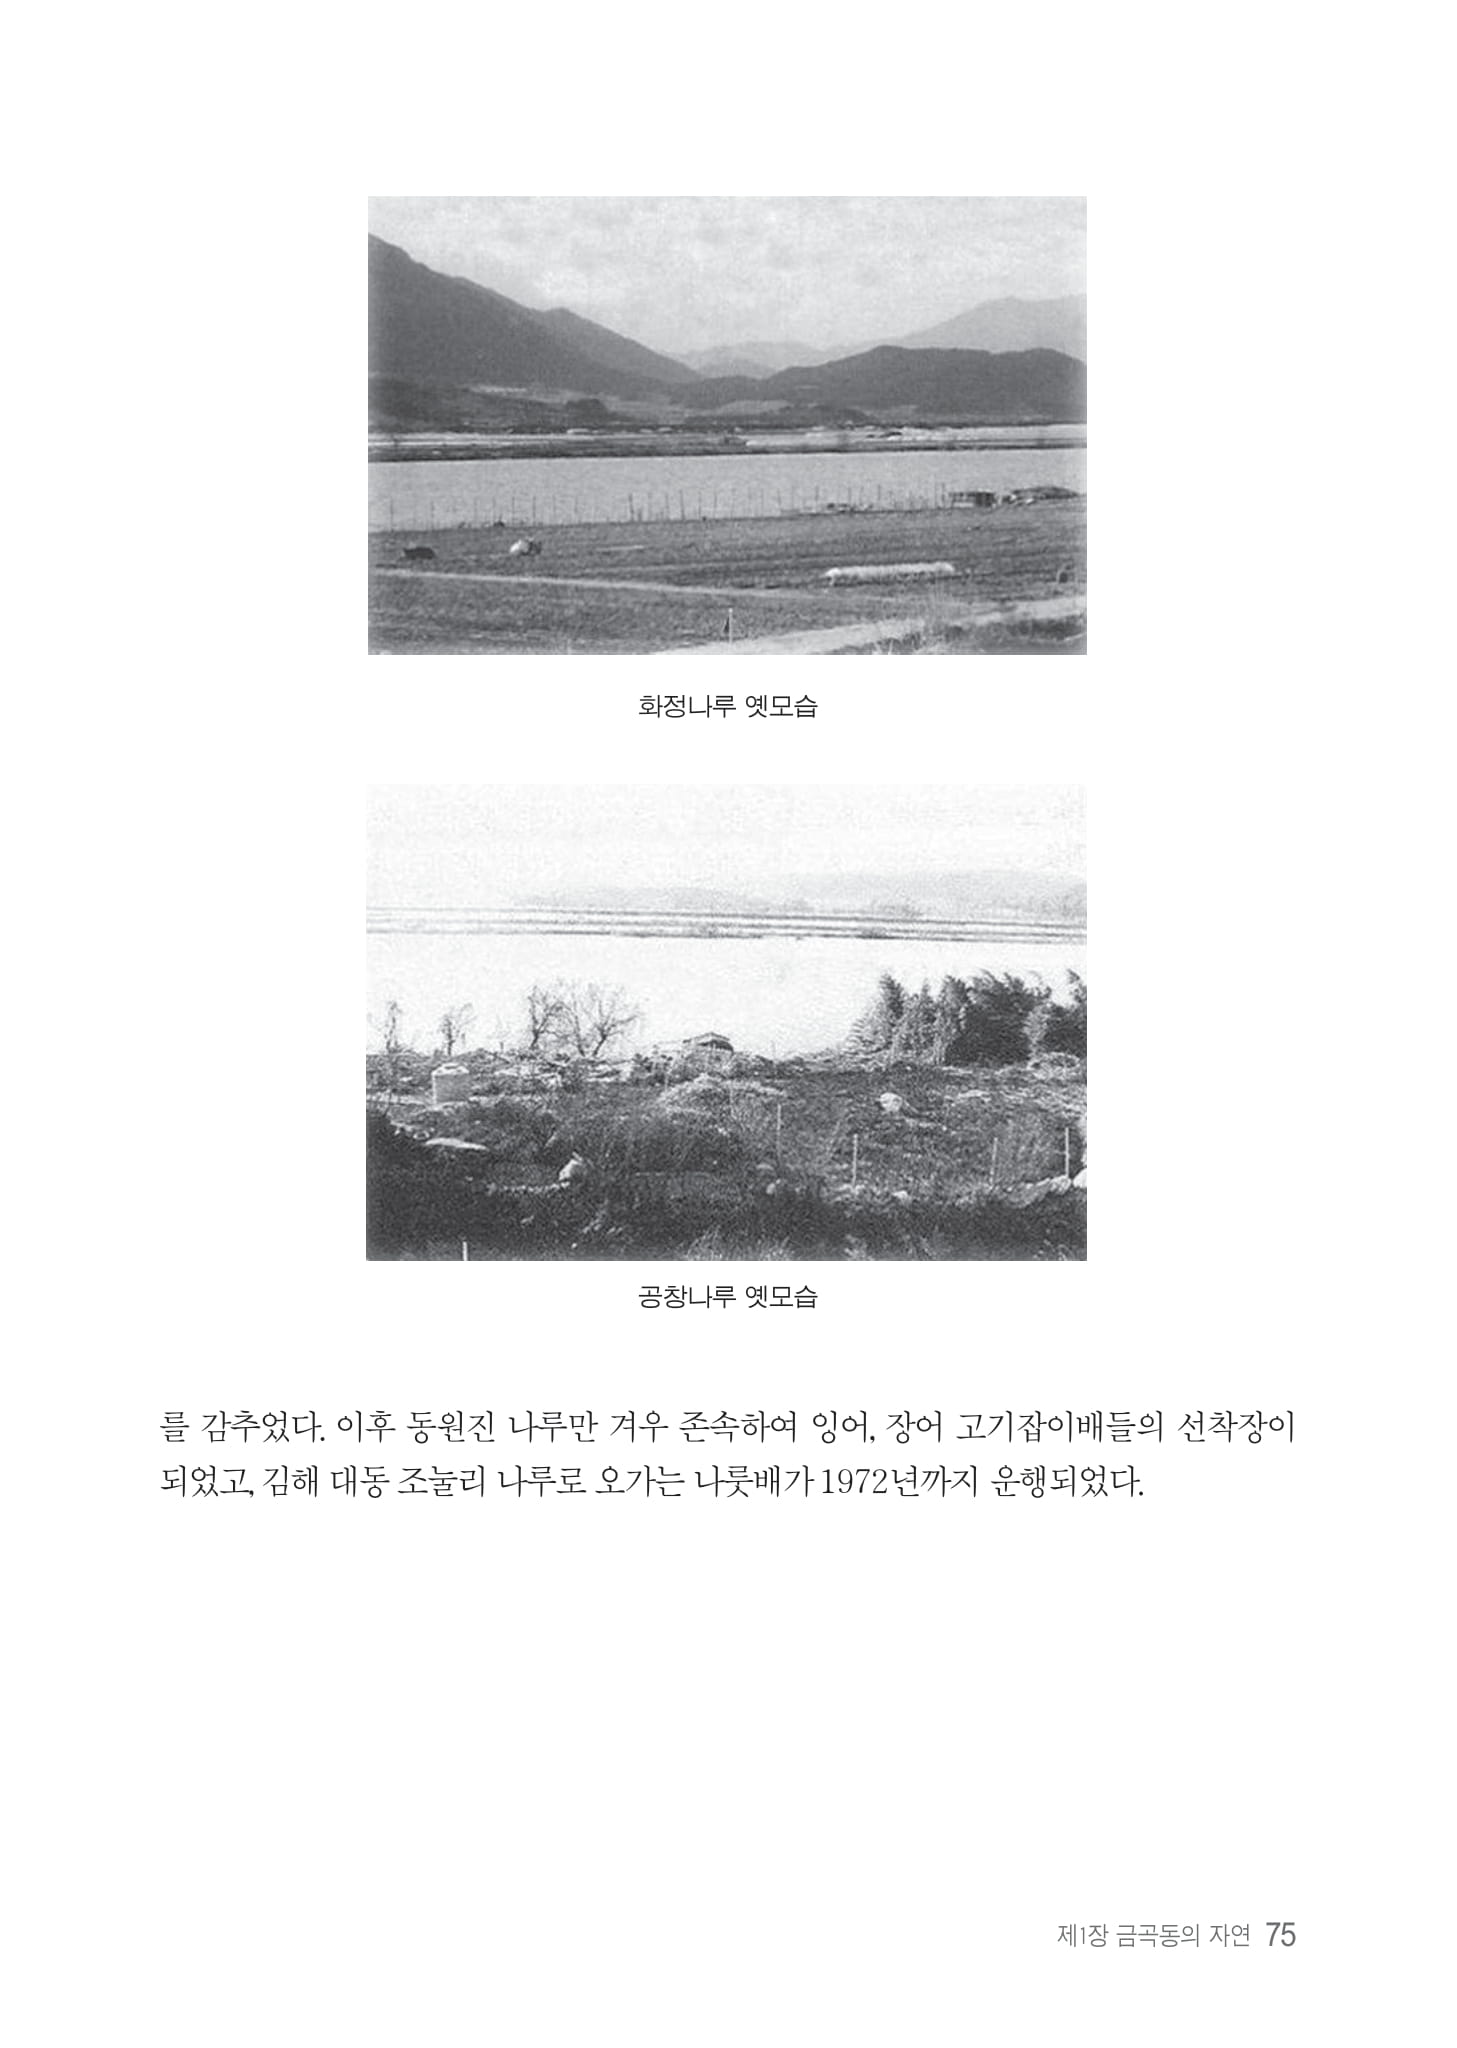 화정나루 옛모습
공창나루 옛모습
를 감추었다. 이후 동원진 나루만 겨우 존속하여 잉어, 장어 고기잡이배들의 선착장이
되었고, 김해 대동 조눌리 나루로 오가는 나룻배가 1972년까지 운행되었다.
제1장 금곡동의 자연 75